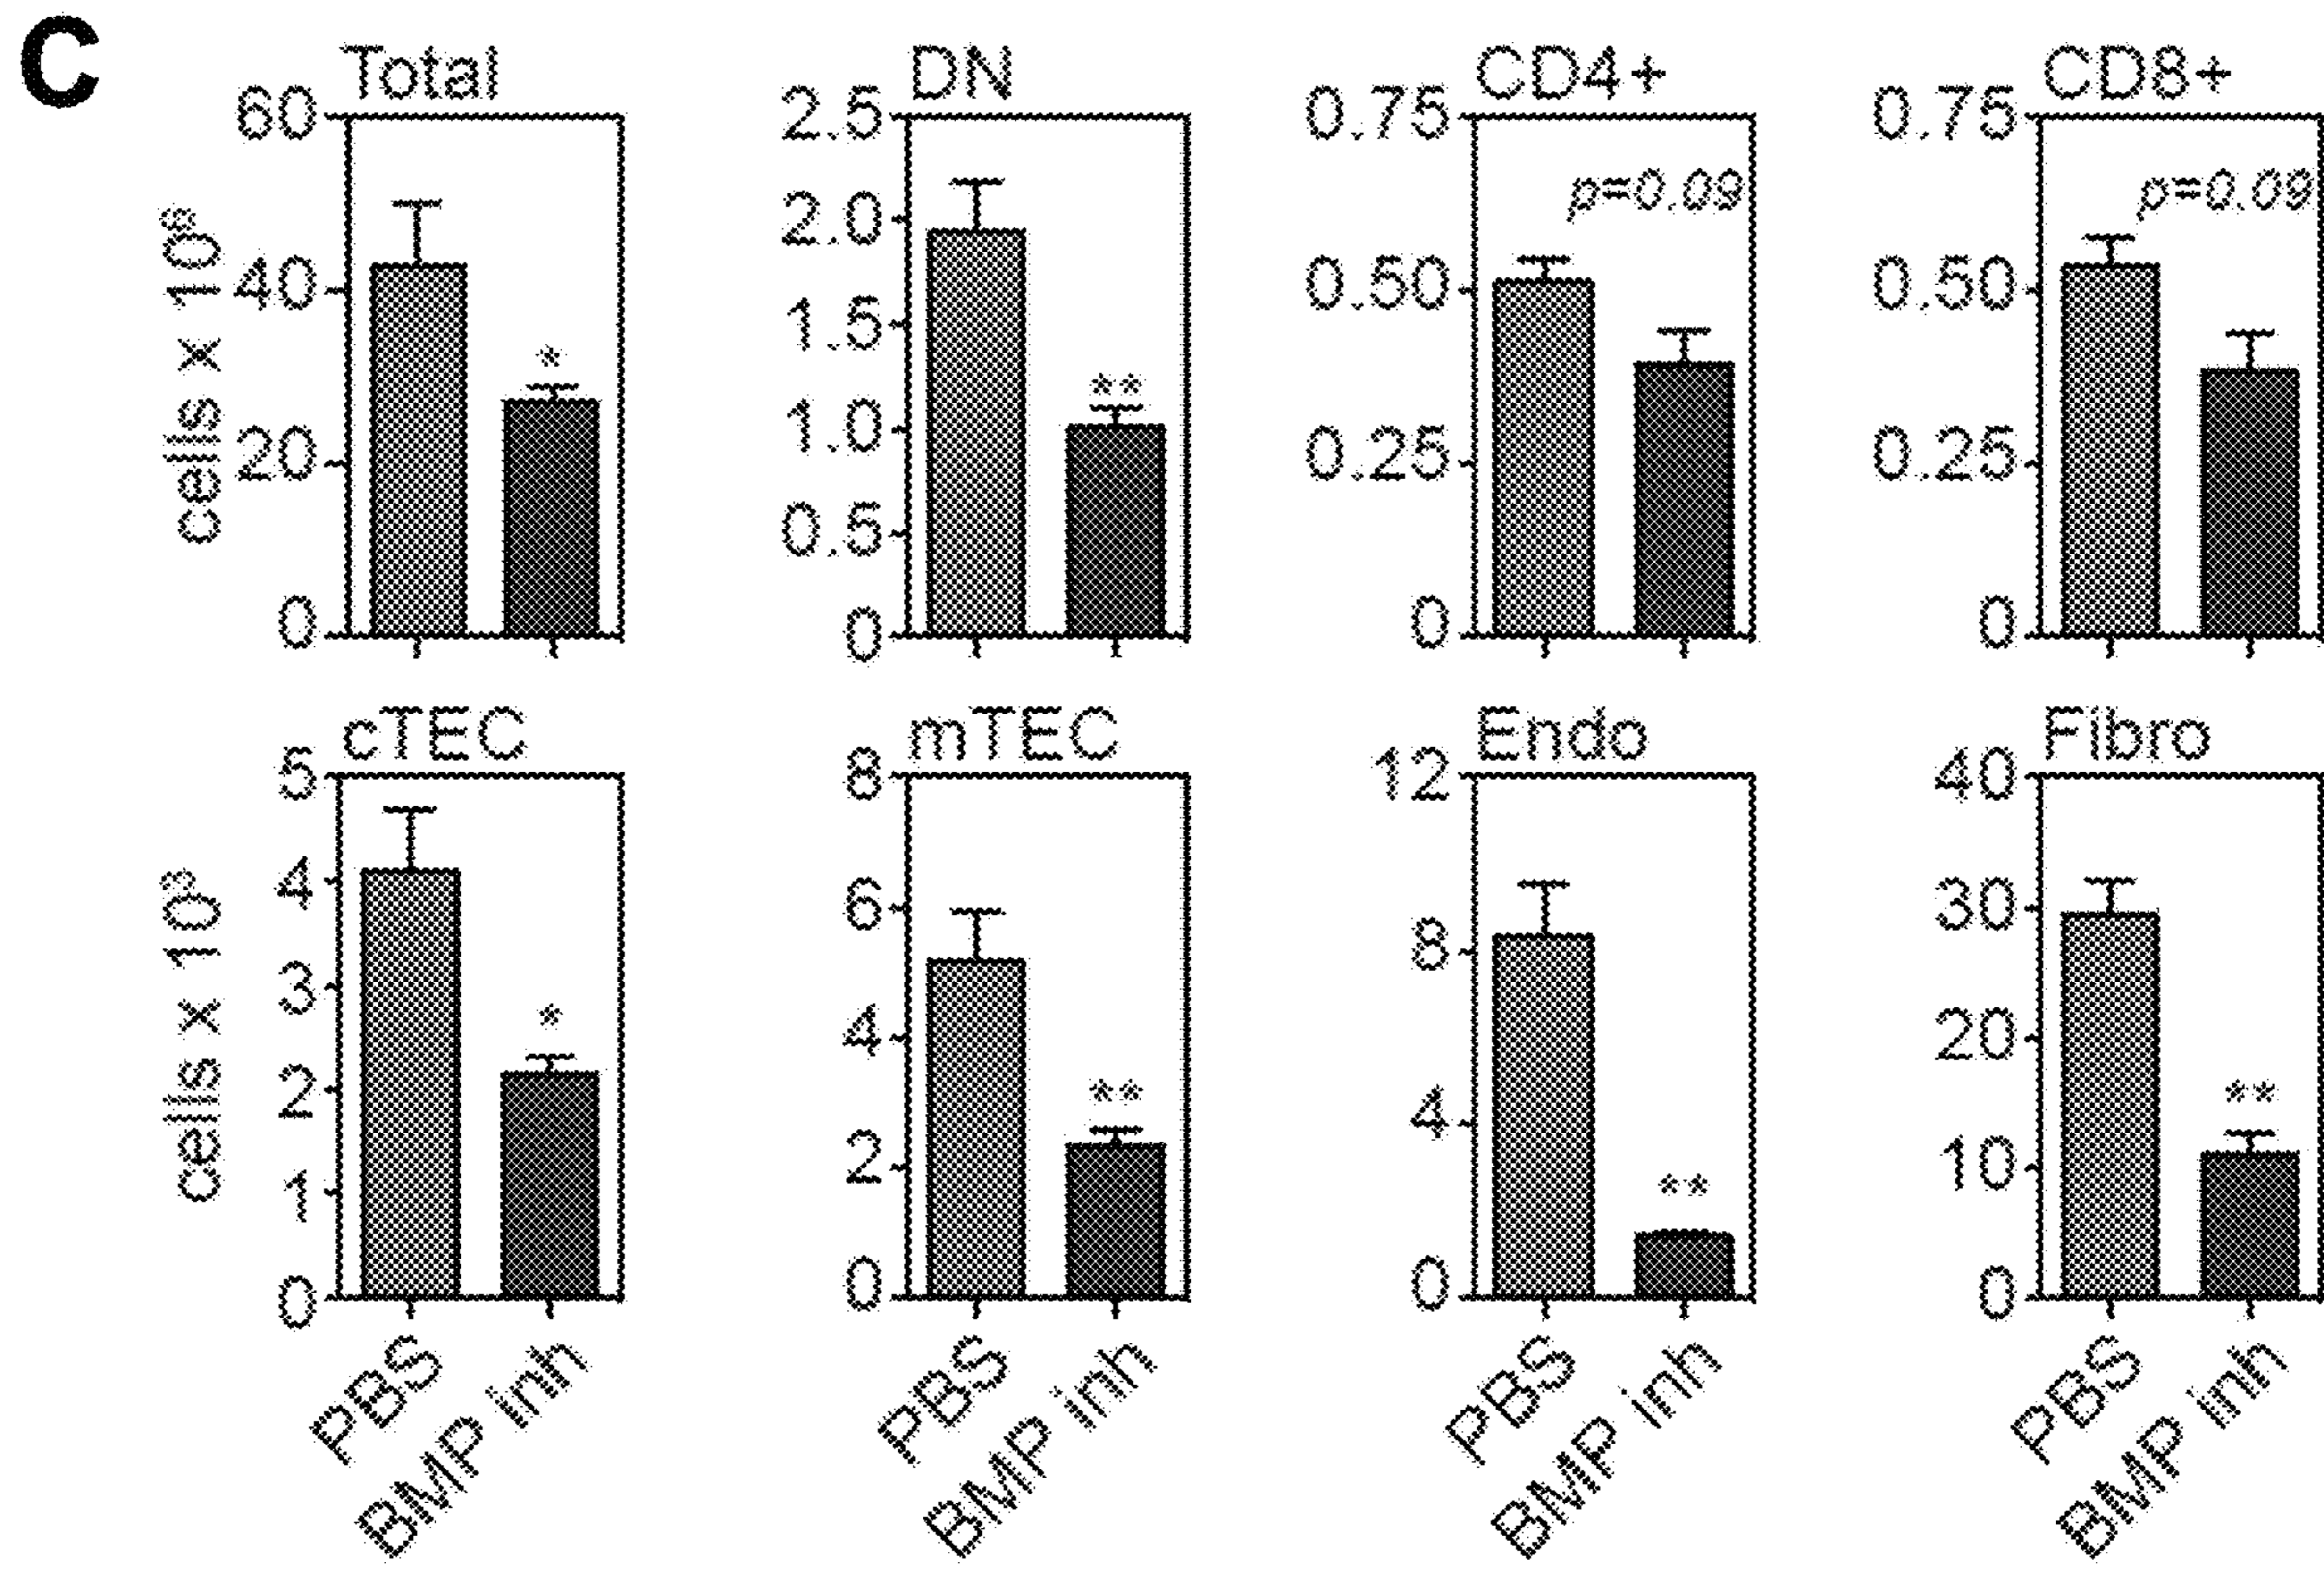 C
Total
cells x 10⁶
60
40
20
0
DN
2.5
2.0
1.5
1.0
0.5
0
**
CD4+
0.75
0.50
0.25
0
p=0.09
CD8+
0.75
0.50
0.25
0
p=0.09
*
cTEC
cells x 10³
5
4
3
2
1
0
*
PBS
BMP inh
mTEC
8
6
4
2
0
**
PBS
BMP inh
Endo
12
8
4
0
**
PBS
BMP inh
Fibro
40
30
20
10
0
**
PBS
BMP inh